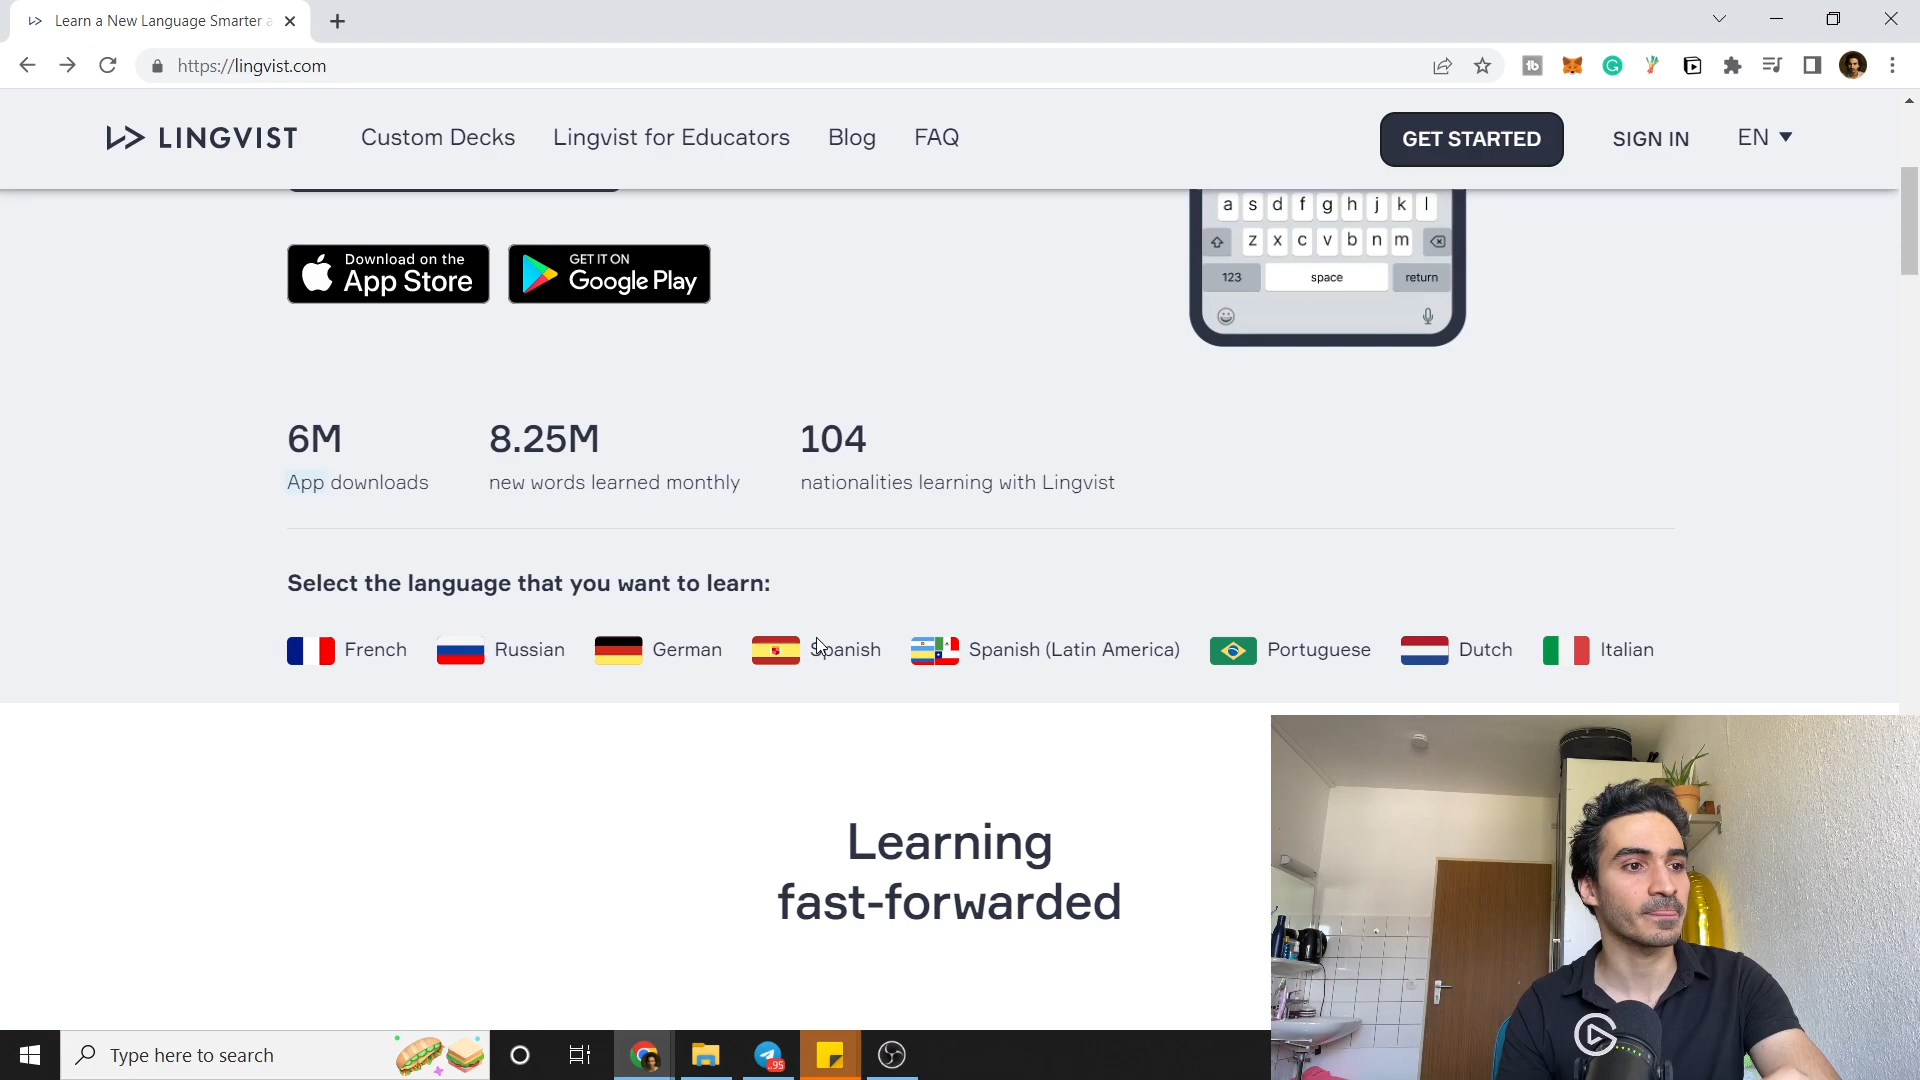 Learn a New Language Smarter a
https://lingvist.com
LINGVIST
Custom Decks
Lingvist for Educators
Blog
FAQ
GET STARTED
SIGN IN
EN
Download on the
App Store
GET IT ON
Google Play
a s d f g h j k l
z x c v b n m
123
space
return
6M
App downloads
8.25M
new words learned monthly
104
nationalities learning with Lingvist
Select the language that you want to learn:
French
Russian
German
Spanish
Spanish (Latin America)
Portuguese
Dutch
Italian
Learning
fast-forwarded
Type here to search
95